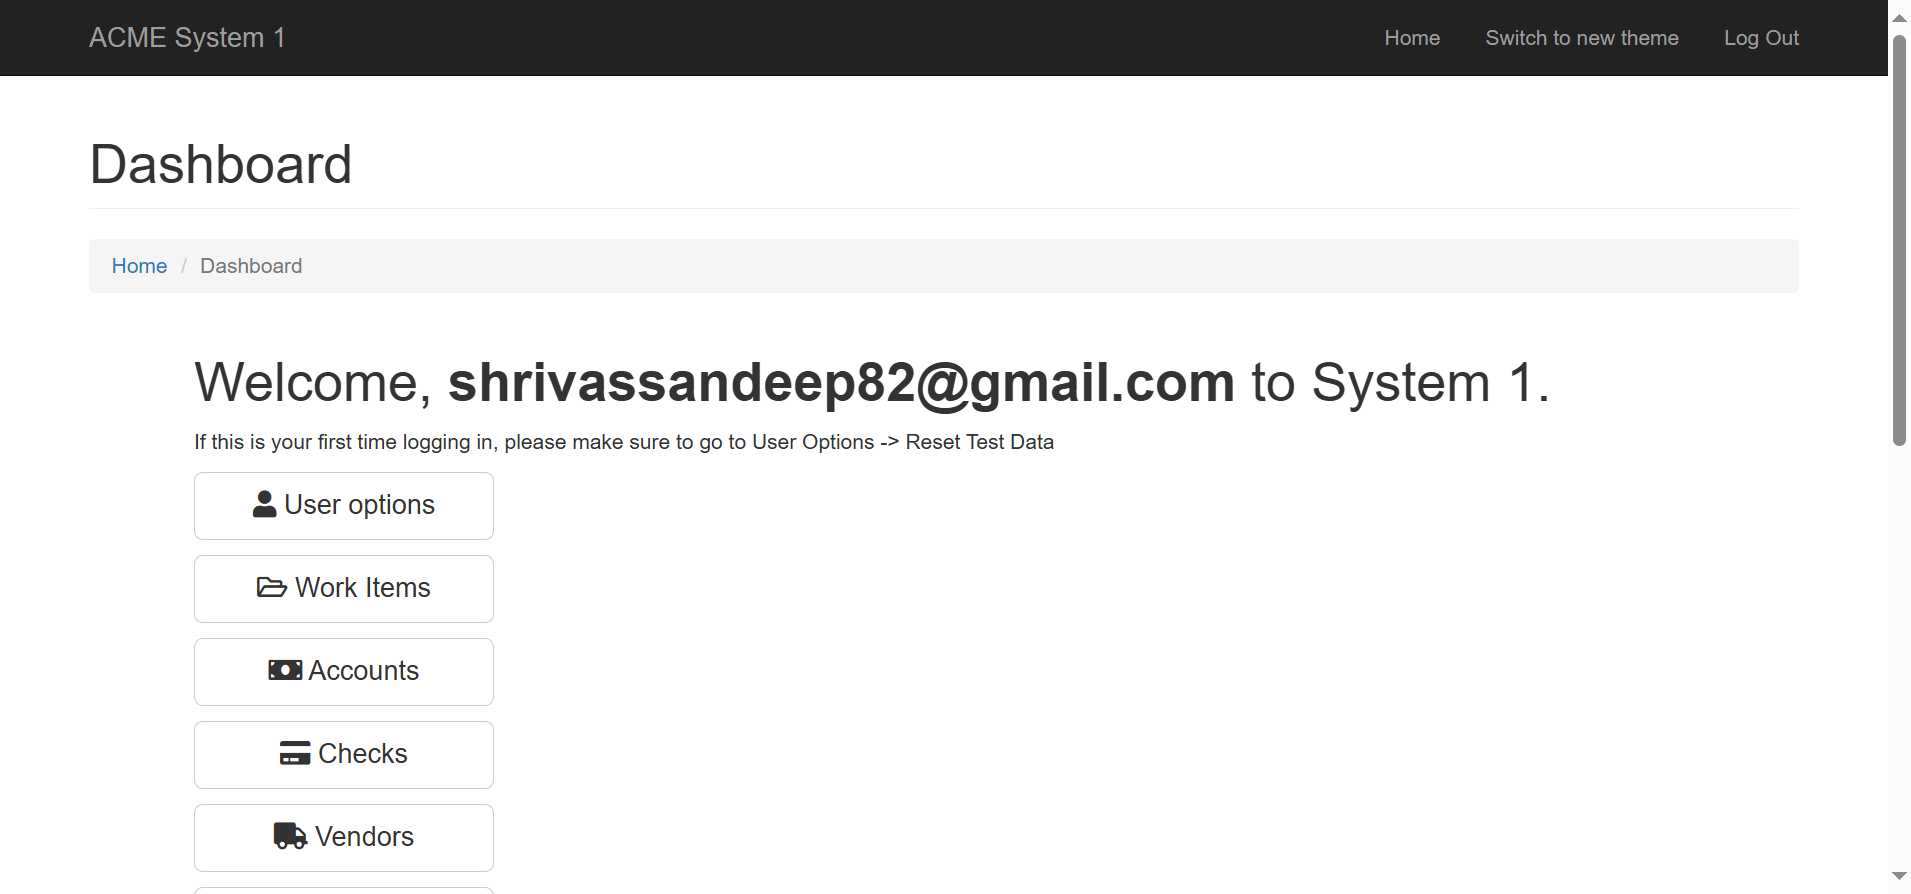 ACME System 1
Home
Switch to new theme
Log Out
Dashboard
Home / Dashboard
Welcome, shrivassandeep82@gmail.com to System 1.
If this is your first time logging in, please make sure to go to User Options -> Reset Test Data
User options
Work Items
Accounts
Checks
Vendors